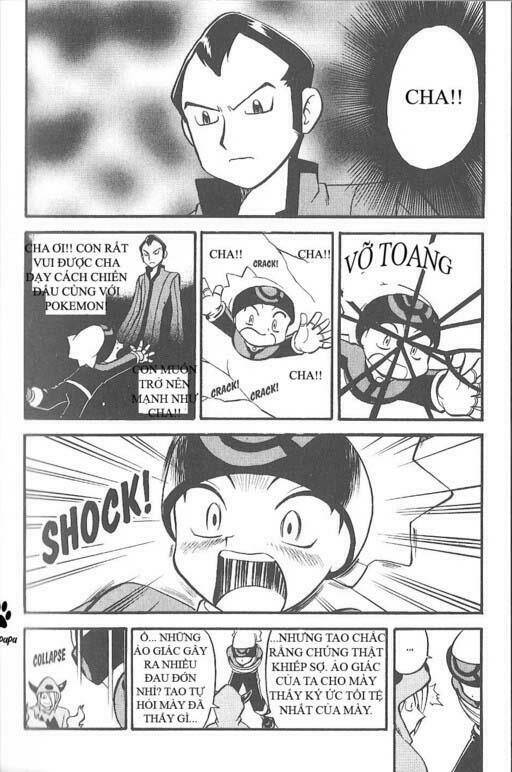 CHA!!
CHA ƠI!! CON RẤT
VUI ĐƯỢC CHA
DẠY CÁCH CHIẾN
ĐẤU CÙNG VỚI
POKEMON!
CON MUỐN
TRỞ NÊN
MẠNH NHƯ
CHA!!
CHA!!
CHA!!
CRACK!
CHA!!
CRACK!
CRACK!
VỠ TOANG
SHOCK!
COLLAPSE
Ồ... NHỮNG
ẢO GIÁC GÂY
RA NHIỀU
ĐAU ĐỚN
NHỈ? TAO TỰ
HỎI MÀY ĐÃ
THẤY GÌ...
...NHƯNG TAO CHẮC
RẰNG CHÚNG THẬT
KHIẾP SỢ. ẢO GIÁC
CỦA TA CHO MÀY
THẤY KÝ ỨC TỒI TỆ
NHẤT CỦA MÀY.
...
papa